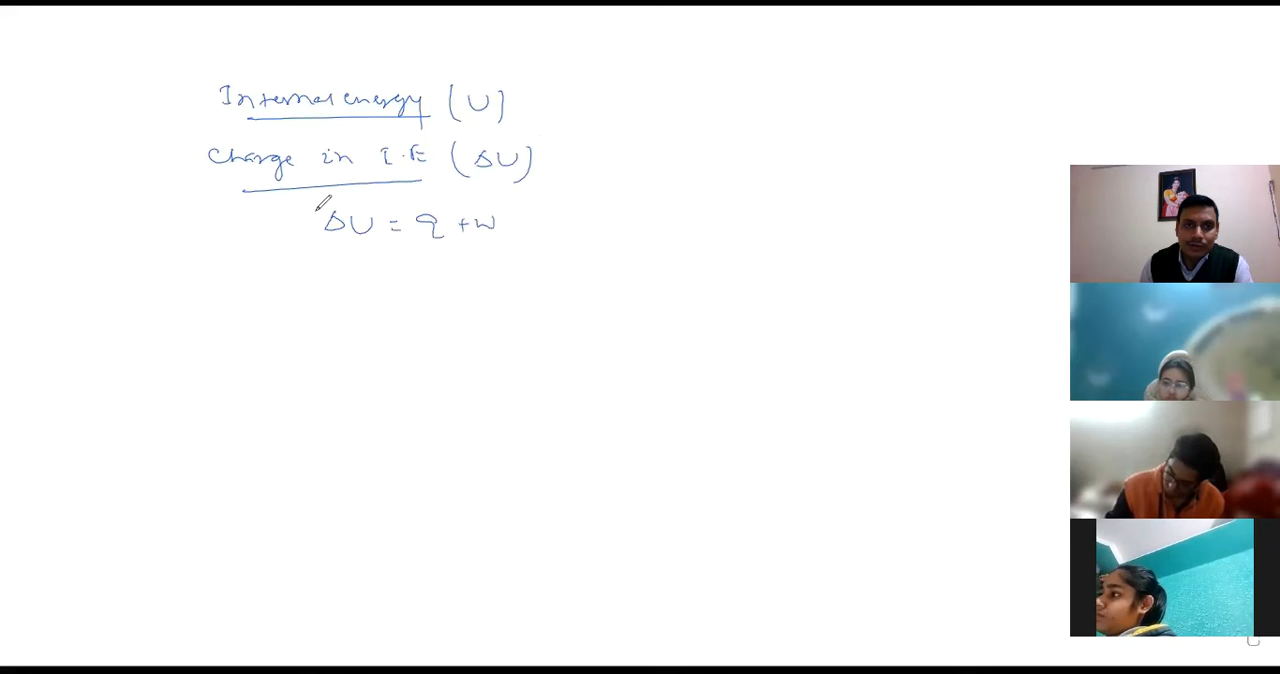 Internal energy (U)
Change in I.E (ΔU)
ΔU = q + w